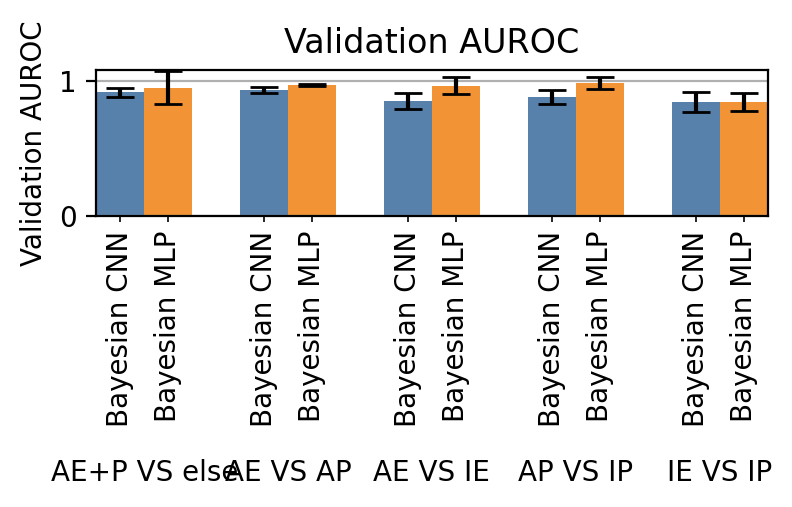 Validation AUROC
Validation AUROC
1
0
Bayesian CNN
Bayesian MLP
Bayesian CNN
Bayesian MLP
Bayesian CNN
Bayesian MLP
Bayesian CNN
Bayesian MLP
Bayesian CNN
Bayesian MLP
AE+P VS else
AE VS AP
AE VS IE
AP VS IP
IE VS IP